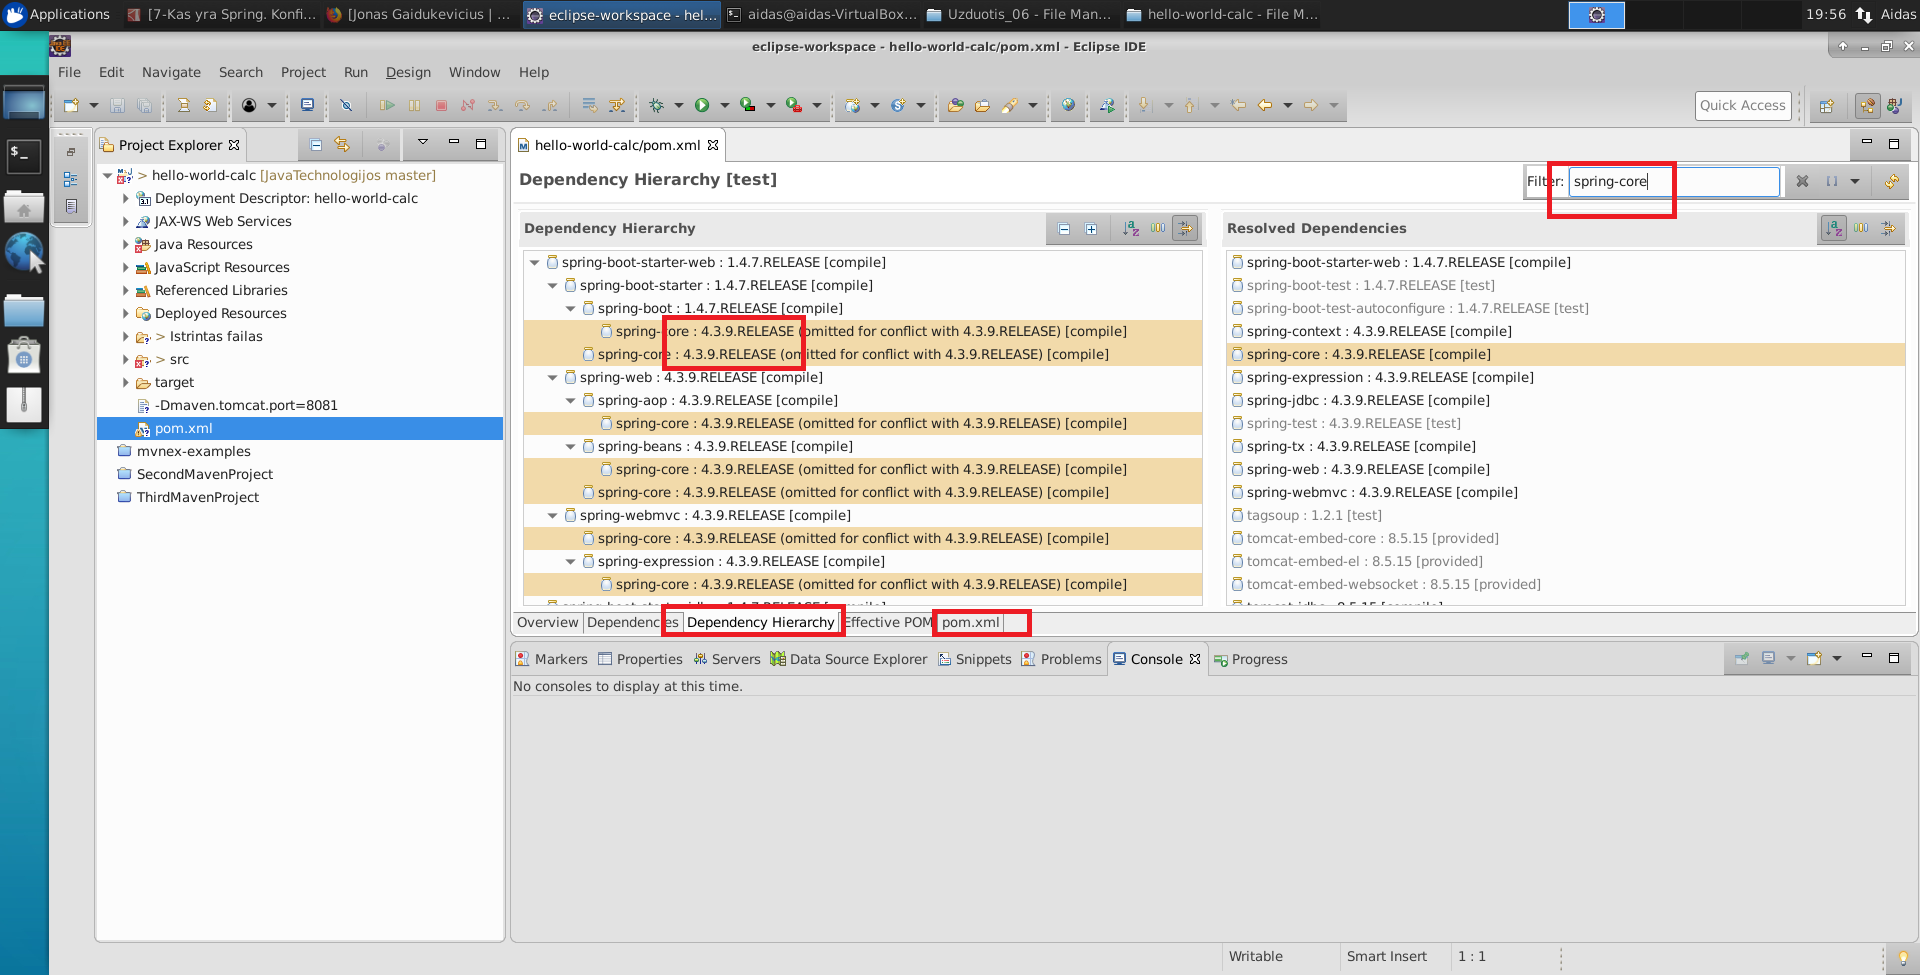 Applications
[7-Kas yra Spring. Konfi...
[Jonas Gaidukevicius | ...
eclipse-workspace - hel...
aidas@aidas-VirtualBox...
Uzduotis_06 - File Man...
hello-world-calc - File M...
19:56
Aidas
eclipse-workspace - hello-world-calc/pom.xml - Eclipse IDE
File Edit Navigate Search Project Run Design Window Help
Quick Access
Project Explorer
> hello-world-calc [JavaTechnologijos master]
Deployment Descriptor: hello-world-calc
JAX-WS Web Services
Java Resources
JavaScript Resources
Referenced Libraries
Deployed Resources
> Istrintas failas
> src
target
-Dmaven.tomcat.port=8081
pom.xml
mvnex-examples
SecondMavenProject
ThirdMavenProject
hello-world-calc/pom.xml
Dependency Hierarchy [test]
Filter: spring-core
Dependency Hierarchy
spring-boot-starter-web : 1.4.7.RELEASE [compile]
spring-boot-starter : 1.4.7.RELEASE [compile]
spring-boot : 1.4.7.RELEASE [compile]
spring-core : 4.3.9.RELEASE (omitted for conflict with 4.3.9.RELEASE) [compile]
spring-core : 4.3.9.RELEASE (omitted for conflict with 4.3.9.RELEASE) [compile]
spring-web : 4.3.9.RELEASE [compile]
spring-aop : 4.3.9.RELEASE [compile]
spring-core : 4.3.9.RELEASE (omitted for conflict with 4.3.9.RELEASE) [compile]
spring-beans : 4.3.9.RELEASE [compile]
spring-core : 4.3.9.RELEASE (omitted for conflict with 4.3.9.RELEASE) [compile]
spring-core : 4.3.9.RELEASE (omitted for conflict with 4.3.9.RELEASE) [compile]
spring-webmvc : 4.3.9.RELEASE [compile]
spring-core : 4.3.9.RELEASE (omitted for conflict with 4.3.9.RELEASE) [compile]
spring-expression : 4.3.9.RELEASE [compile]
spring-core : 4.3.9.RELEASE (omitted for conflict with 4.3.9.RELEASE) [compile]
Resolved Dependencies
spring-boot-starter-web : 1.4.7.RELEASE [compile]
spring-boot-test : 1.4.7.RELEASE [test]
spring-boot-test-autoconfigure : 1.4.7.RELEASE [test]
spring-context : 4.3.9.RELEASE [compile]
spring-core : 4.3.9.RELEASE [compile]
spring-expression : 4.3.9.RELEASE [compile]
spring-jdbc : 4.3.9.RELEASE [compile]
spring-test : 4.3.9.RELEASE [test]
spring-tx : 4.3.9.RELEASE [compile]
spring-web : 4.3.9.RELEASE [compile]
spring-webmvc : 4.3.9.RELEASE [compile]
tagsoup : 1.2.1 [test]
tomcat-embed-core : 8.5.15 [provided]
tomcat-embed-el : 8.5.15 [provided]
tomcat-embed-websocket : 8.5.15 [provided]
Overview Dependencies Dependency Hierarchy Effective POM pom.xml
Markers Properties Servers Data Source Explorer Snippets Problems Console Progress
No consoles to display at this time.
Writable Smart Insert 1 : 1